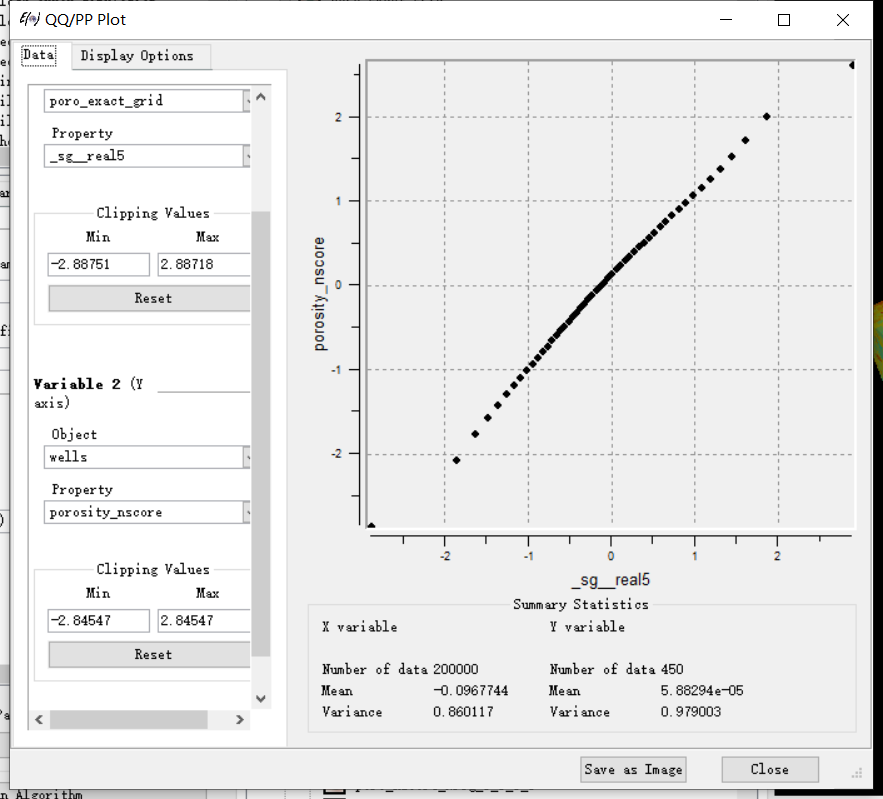 QQ/PP Plot
Data
Display Options
poro_exact_grid
Property
_sg__real5
Clipping Values
Min Max
-2.88751 2.88718
Reset
Variable 2 (Y
axis)
Object
wells
Property
porosity_nscore
Clipping Values
Min Max
-2.84547 2.84547
Reset
porosity_nscore
2
1
0
-1
-2
-2 -1 0 1 2
_sg__real5
Summary Statistics
X variable Y variable
Number of data 200000 Number of data 450
Mean -0.0967744 Mean 5.88294e-05
Variance 0.860117 Variance 0.979003
Save as Image Close
n Algorithm